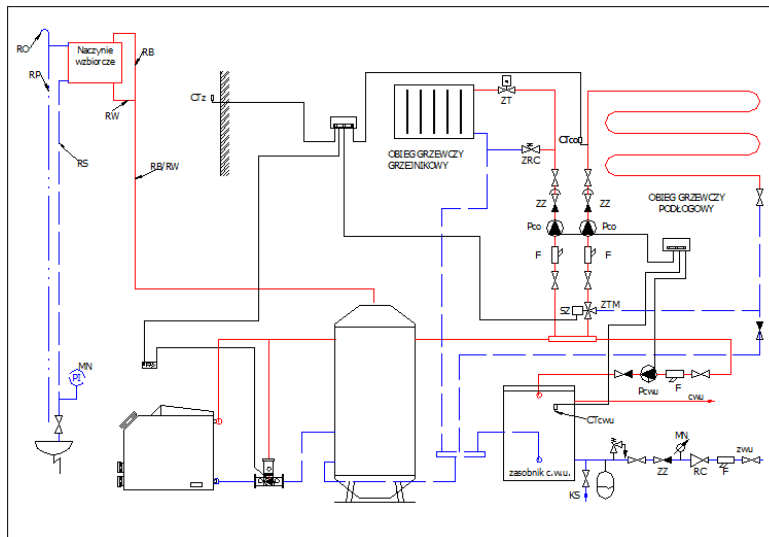 RO
Naczynie
wzbiorcze
RB
RP
RW
RS
RB/RW
CTz
ZT
OBIEG GRZEWCZY
GRZEJNIKOWY
ZRC
CTco
OBIEG GRZEWCZY
PODŁOGOWY
ZZ
ZZ
Pco
Pco
F
F
SZ
ZTM
MN
PI
Pcwu
F
cwu
CTcwu
zasobnik c.w.u.
MN
zwu
ZZ
RC
F
KS